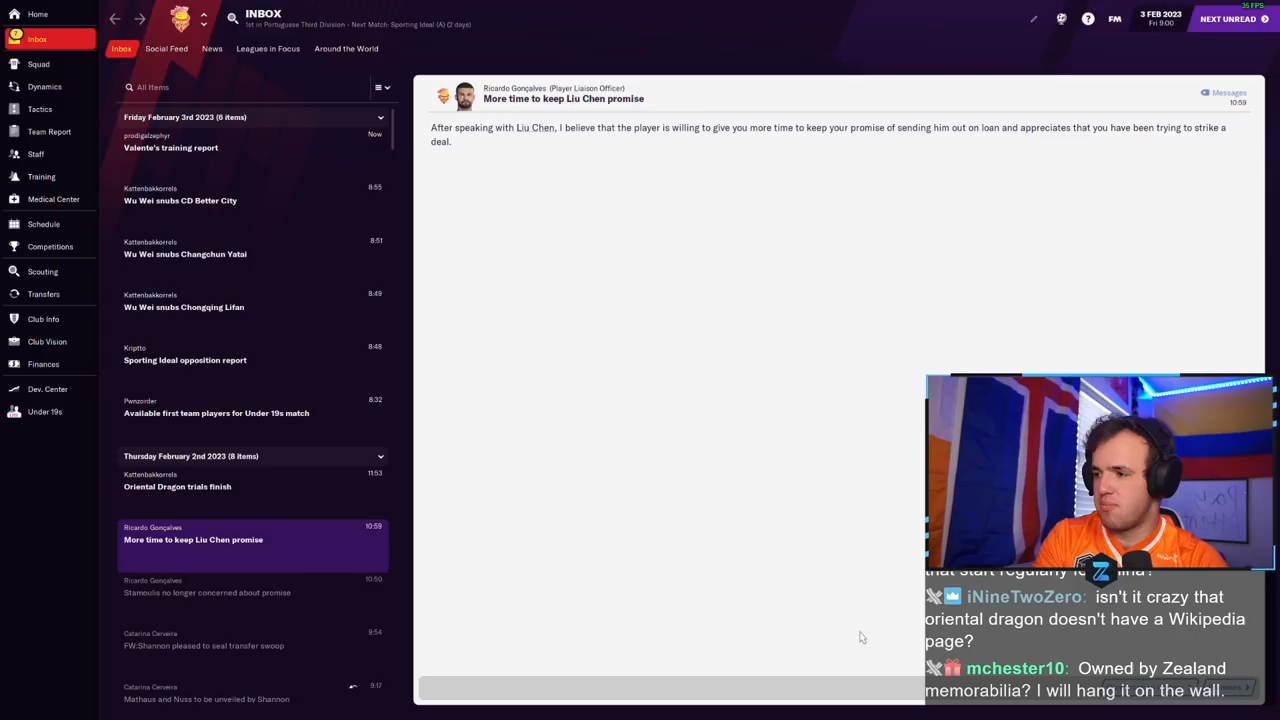 35 FPS
Home
INBOX
1st in Portuguese Third Division - Next Match: Sporting Ideal (A) (2 days)
FM
3 FEB 2023
Fri 9:00
NEXT UNREAD
7
Inbox
Inbox
Social Feed
News
Leagues in Focus
Around the World
Squad
Dynamics
Tactics
Team Report
Staff
Training
Medical Center
Schedule
Competitions
Scouting
Transfers
Club Info
Club Vision
Finances
Dev. Center
Under 19s
All Items
Friday February 3rd 2023 (6 items)
prodigalzephyr
Now
Valente's training report
Kattenbakkorrels
8:55
Wu Wei snubs CD Better City
Kattenbakkorrels
8:51
Wu Wei snubs Changchun Yatai
Kattenbakkorrels
8:49
Wu Wei snubs Chongqing Lifan
Kriptto
8:48
Sporting Ideal opposition report
Pwnzorder
8:32
Available first team players for Under 19s match
Thursday February 2nd 2023 (8 items)
Kattenbakkorrels
11:53
Oriental Dragon trials finish
Ricardo Gonçalves
10:59
More time to keep Liu Chen promise
Ricardo Gonçalves
10:50
Stamoulis no longer concerned about promise
Catarina Cerveira
9:54
FW:Shannon pleased to seal transfer swoop
Catarina Cerveira
9:17
Mathaus and Nuss to be unveiled by Shannon
Ricardo Gonçalves (Player Liaison Officer)
More time to keep Liu Chen promise
Messages
10:59
After speaking with Liu Chen, I believe that the player is willing to give you more time to keep your promise of sending him out on loan and appreciates that you have been trying to strike a
deal.
iNineTwoZero: isn't it crazy that
oriental dragon doesn't have a Wikipedia
page?
mchester10: Owned by Zealand
memorabilia? I will hang it on the wall.